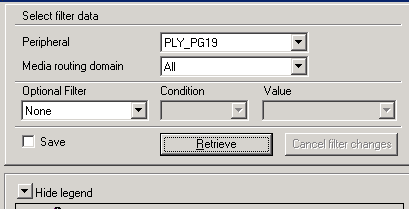 Select filter data
Peripheral PLY_PG19
Media routing domain All
Optional Filter Condition Value
None
Save Retrieve Cancel filter changes
Hide legend